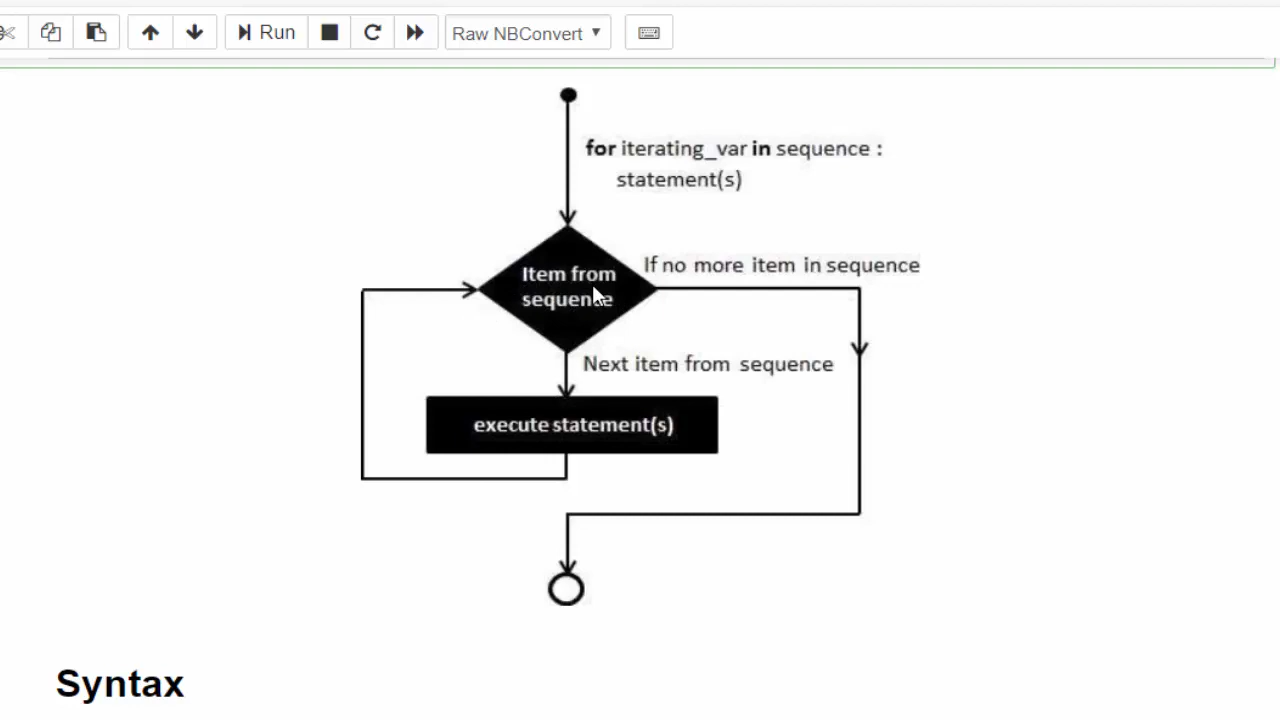 Run
Raw NBConvert
for iterating_var in sequence :
statement(s)
If no more item in sequence
Item from
sequence
Next item from sequence
execute statement(s)
Syntax